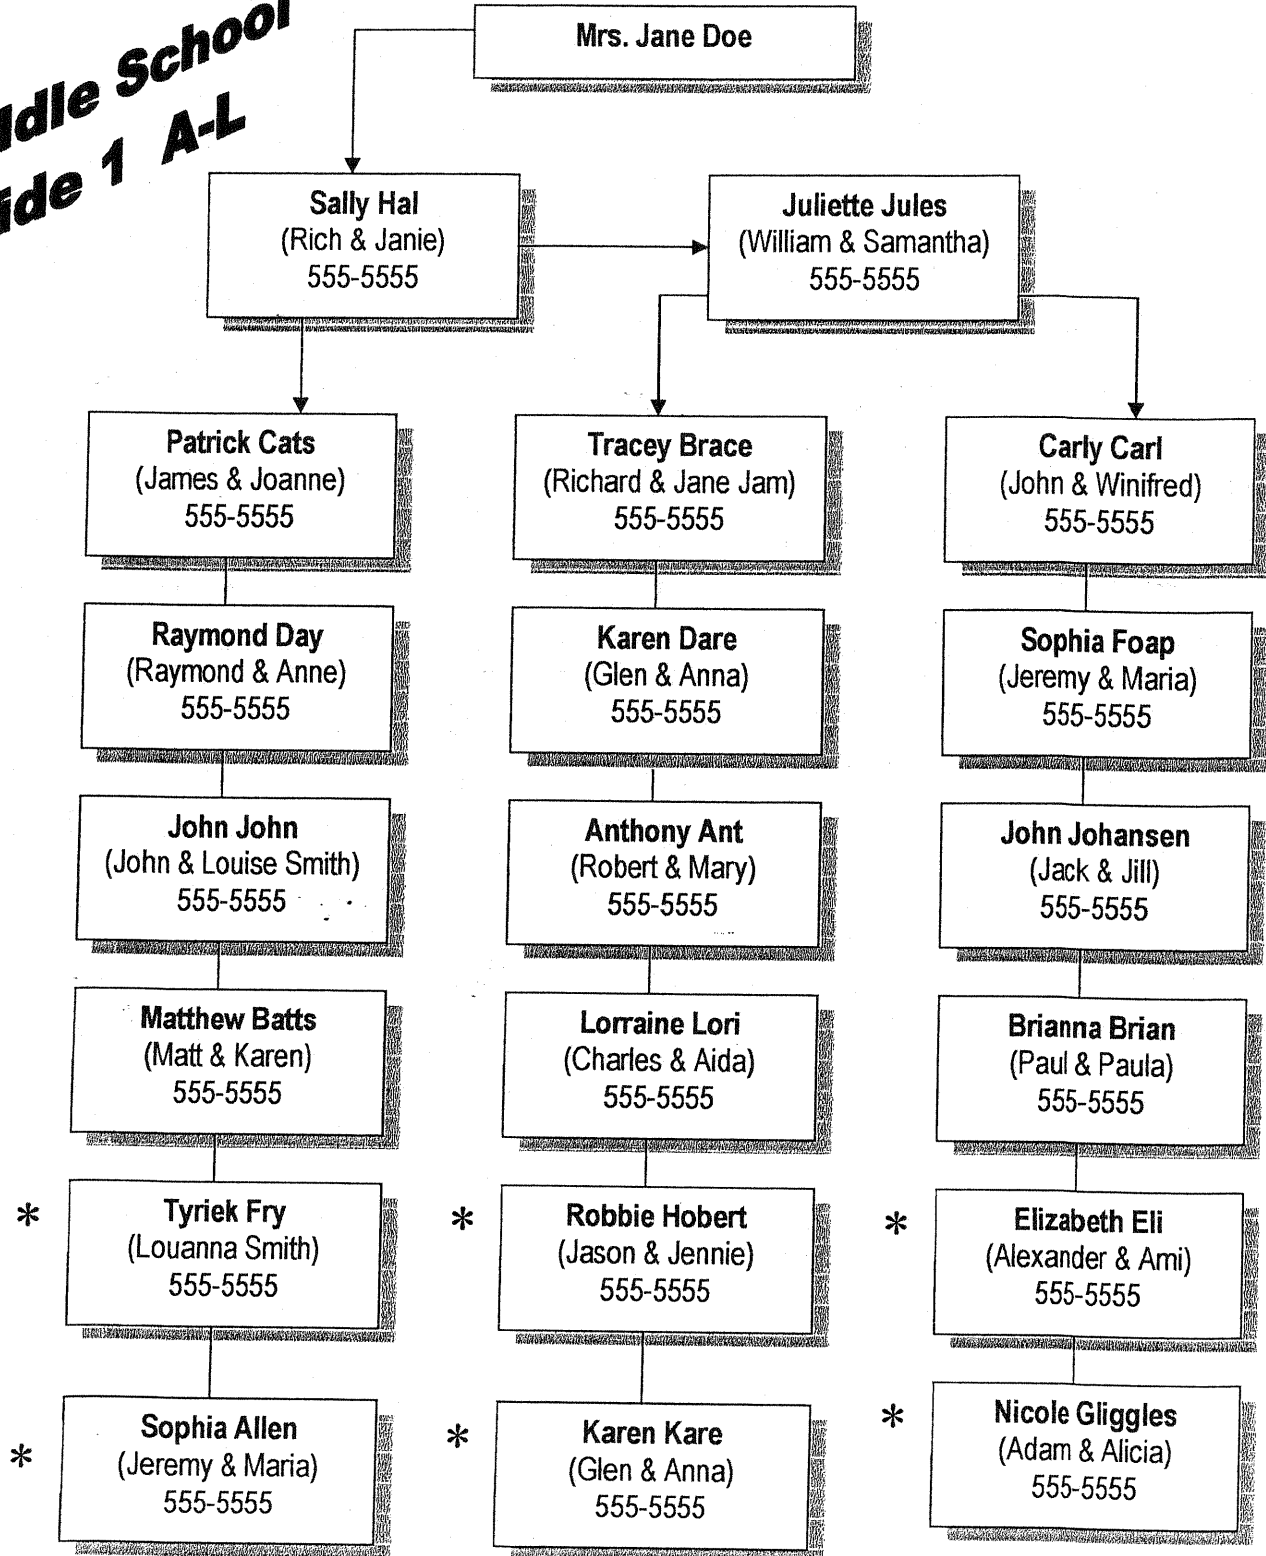 ddle School
ide 1 A-L
Mrs. Jane Doe
Sally Hal
(Rich & Janie)
555-5555
Juliette Jules
(William & Samantha)
555-5555
Patrick Cats
(James & Joanne)
555-5555
Tracey Brace
(Richard & Jane Jam)
555-5555
Carly Carl
(John & Winifred)
555-5555
Raymond Day
(Raymond & Anne)
555-5555
Karen Dare
(Glen & Anna)
555-5555
Sophia Foap
(Jeremy & Maria)
555-5555
John John
(John & Louise Smith)
555-5555
Anthony Ant
(Robert & Mary)
555-5555
John Johansen
(Jack & Jill)
555-5555
Matthew Batts
(Matt & Karen)
555-5555
Lorraine Lori
(Charles & Aida)
555-5555
Brianna Brian
(Paul & Paula)
555-5555
* Tyriek Fry
(Louanna Smith)
555-5555
* Robbie Hobert
(Jason & Jennie)
555-5555
* Elizabeth Eli
(Alexander & Ami)
555-5555
* Sophia Allen
(Jeremy & Maria)
555-5555
* Karen Kare
(Glen & Anna)
555-5555
* Nicole Gliggles
(Adam & Alicia)
555-5555